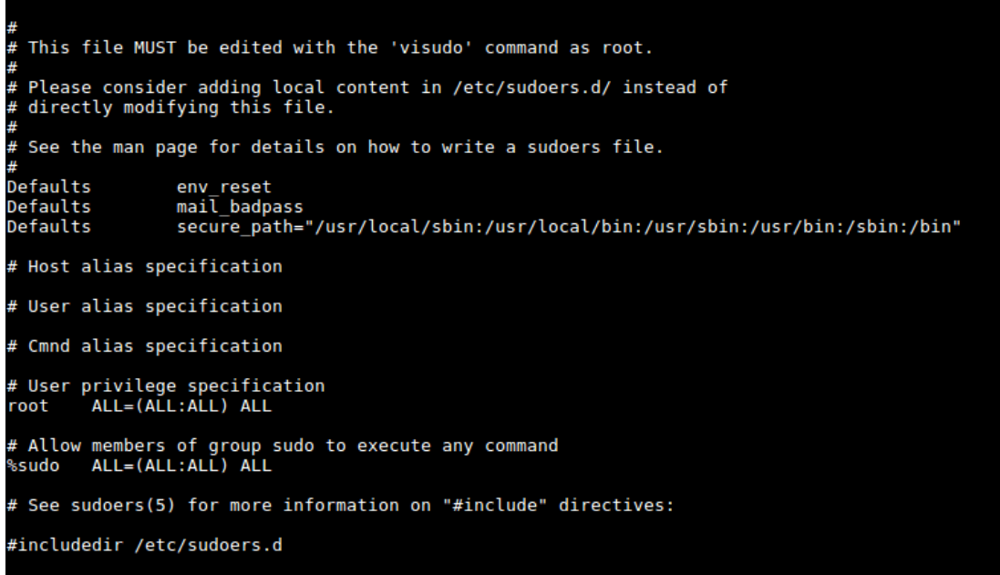 #
# This file MUST be edited with the 'visudo' command as root.
#
# Please consider adding local content in /etc/sudoers.d/ instead of
# directly modifying this file.
#
# See the man page for details on how to write a sudoers file.
#
Defaults        env_reset
Defaults        mail_badpass
Defaults        secure_path="/usr/local/sbin:/usr/local/bin:/usr/sbin:/usr/bin:/sbin:/bin"

# Host alias specification

# User alias specification

# Cmnd alias specification

# User privilege specification
root    ALL=(ALL:ALL) ALL

# Allow members of group sudo to execute any command
%sudo   ALL=(ALL:ALL) ALL

# See sudoers(5) for more information on "#include" directives:

#includedir /etc/sudoers.d